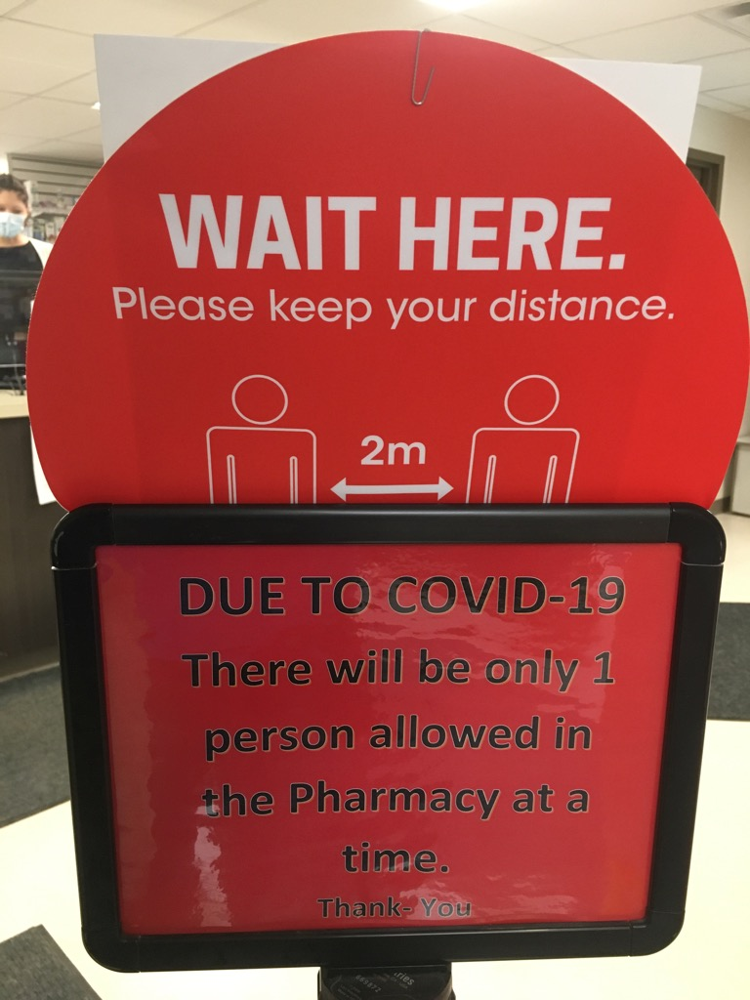 WAIT HERE.
Please keep your distance.
2m
DUE TO COVID-19
There will be only 1
person allowed in
the Pharmacy at a
time.
Thank- You